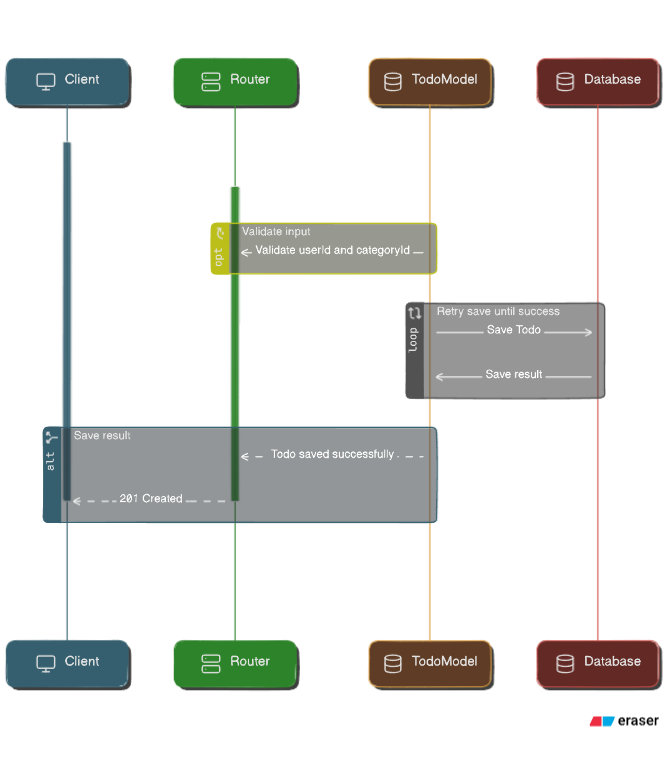 Client
Router
TodoModel
Database
opt
Validate input
Validate userId and categoryId
loop
Retry save until success
Save Todo
Save result
alt
Save result
Todo saved successfully
201 Created
Client
Router
TodoModel
Database
eraser